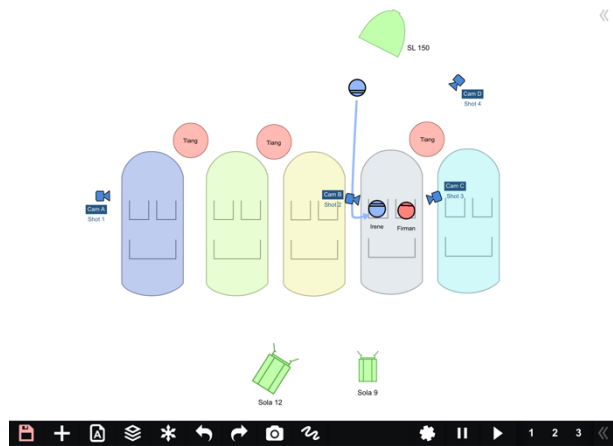 SL 150
Cam D
Shot 4
Tiang
Tiang
Tiang
Cam A
Shot 1
Cam B
Shot 2
Cam C
Shot 3
Irene
Firman
Sola 12
Sola 9
A
1
2
3